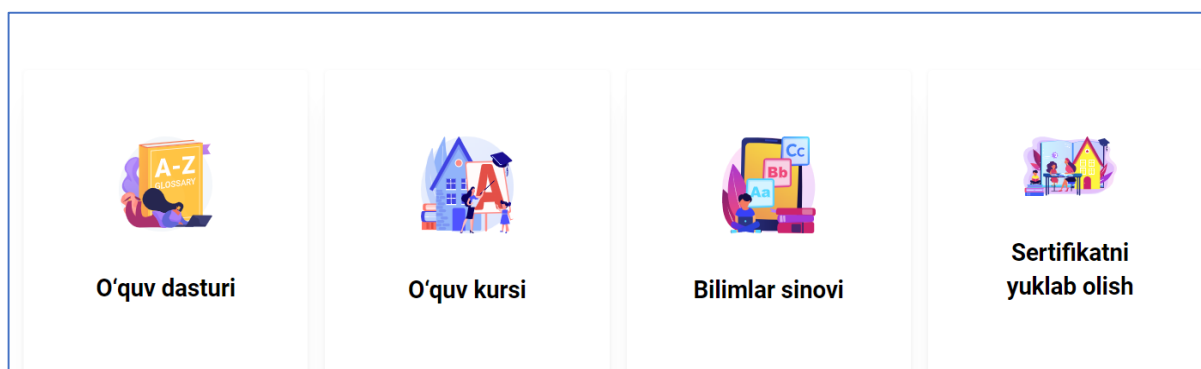 A-Z
GLOSSARY
O‘quv dasturi
A
O‘quv kursi
Cc
Bb
Aa
Bilimlar sinovi
Sertifikatni
yuklab olish